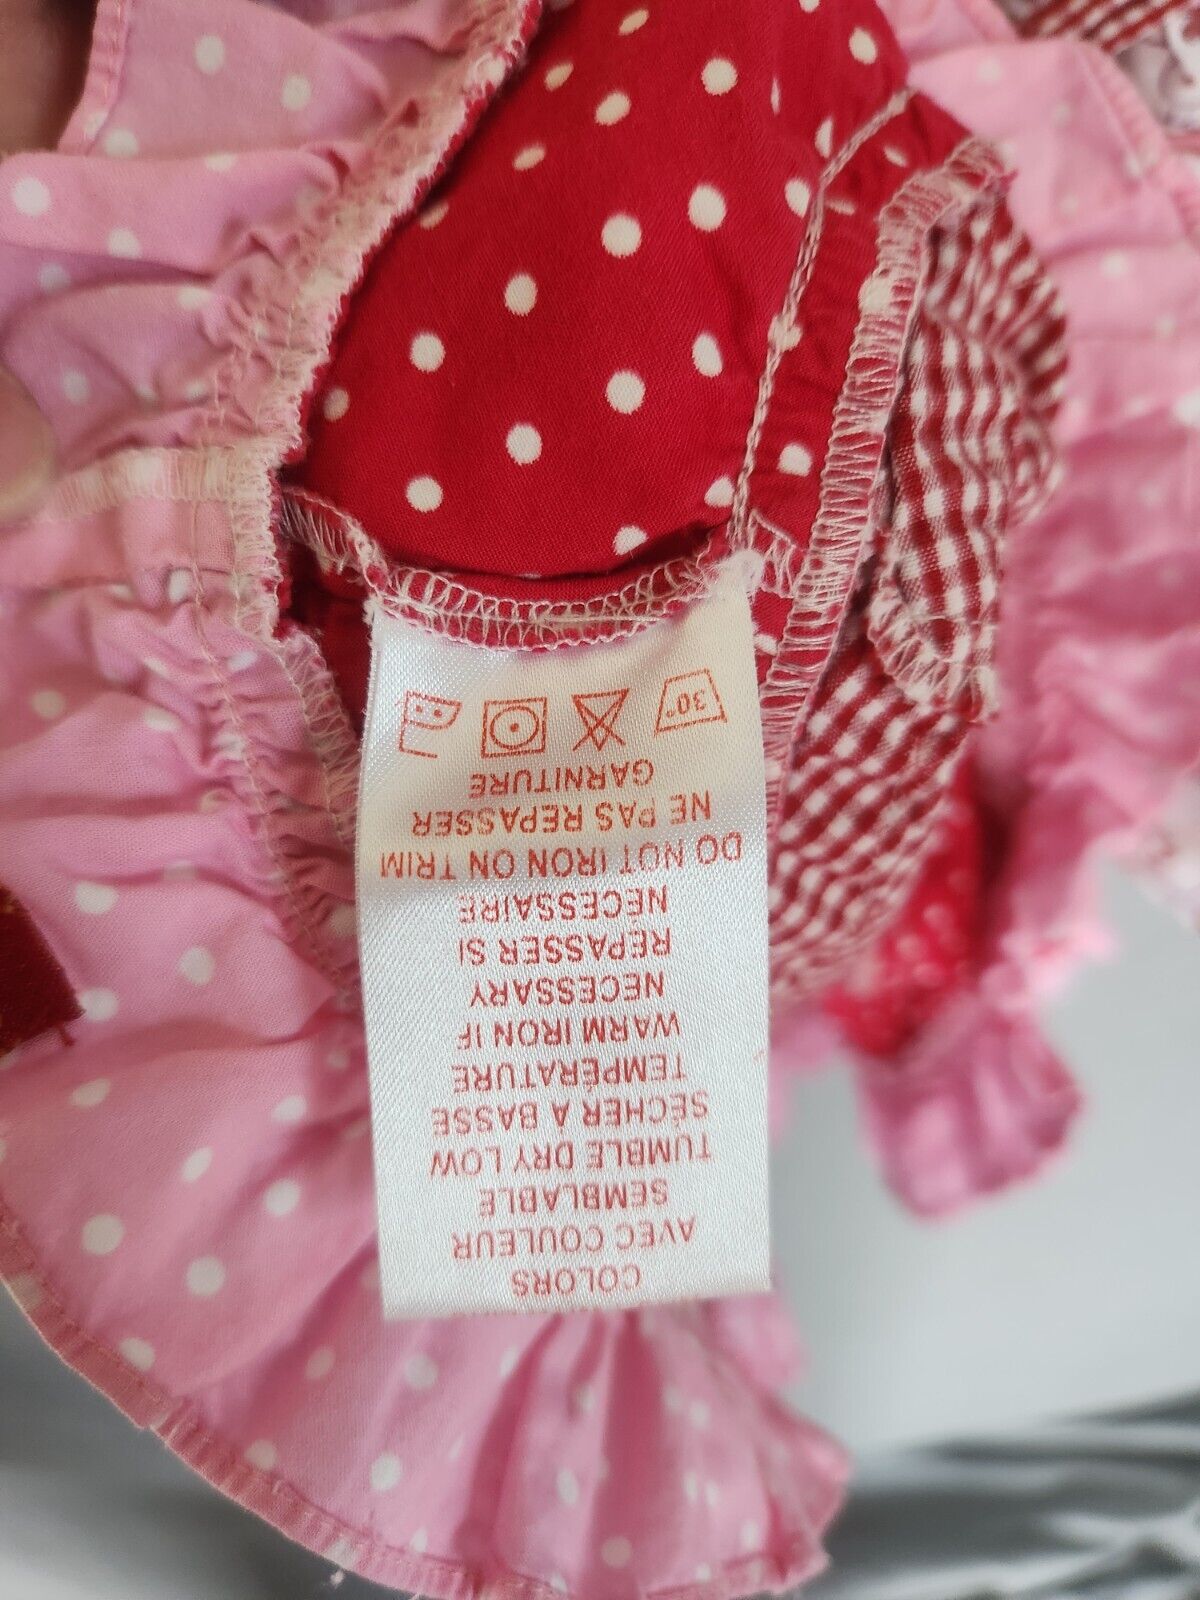 COLORS
AVEC COULEUR
SEMBLABLE
TUMBLE DRY LOW
SÉCHER A BASSE
TEMPÉRATURE
WARM IRON IF
NECESSARY
REPASSER SI
NECESSAIRE
DO NOT IRON ON TRIM
NE PAS REPASSER
GARNITURE
30°